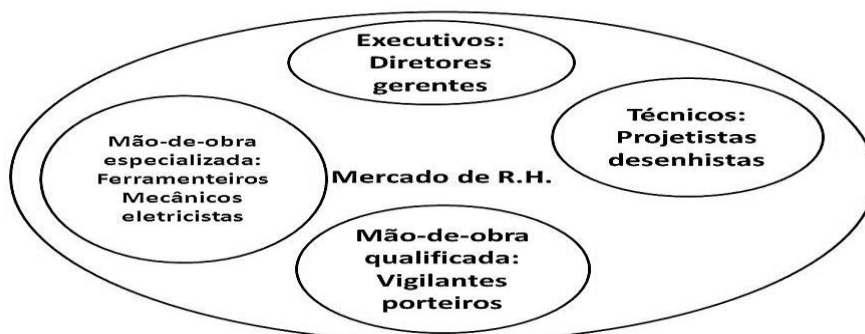 Executivos:
Diretores
gerentes
Técnicos:
Projetistas
desenhistas
Mão-de-obra
especializada:
Ferramenteiros
Mecânicos
eletricistas
Mercado de R.H.
Mão-de-obra
qualificada:
Vigilantes
porteiros